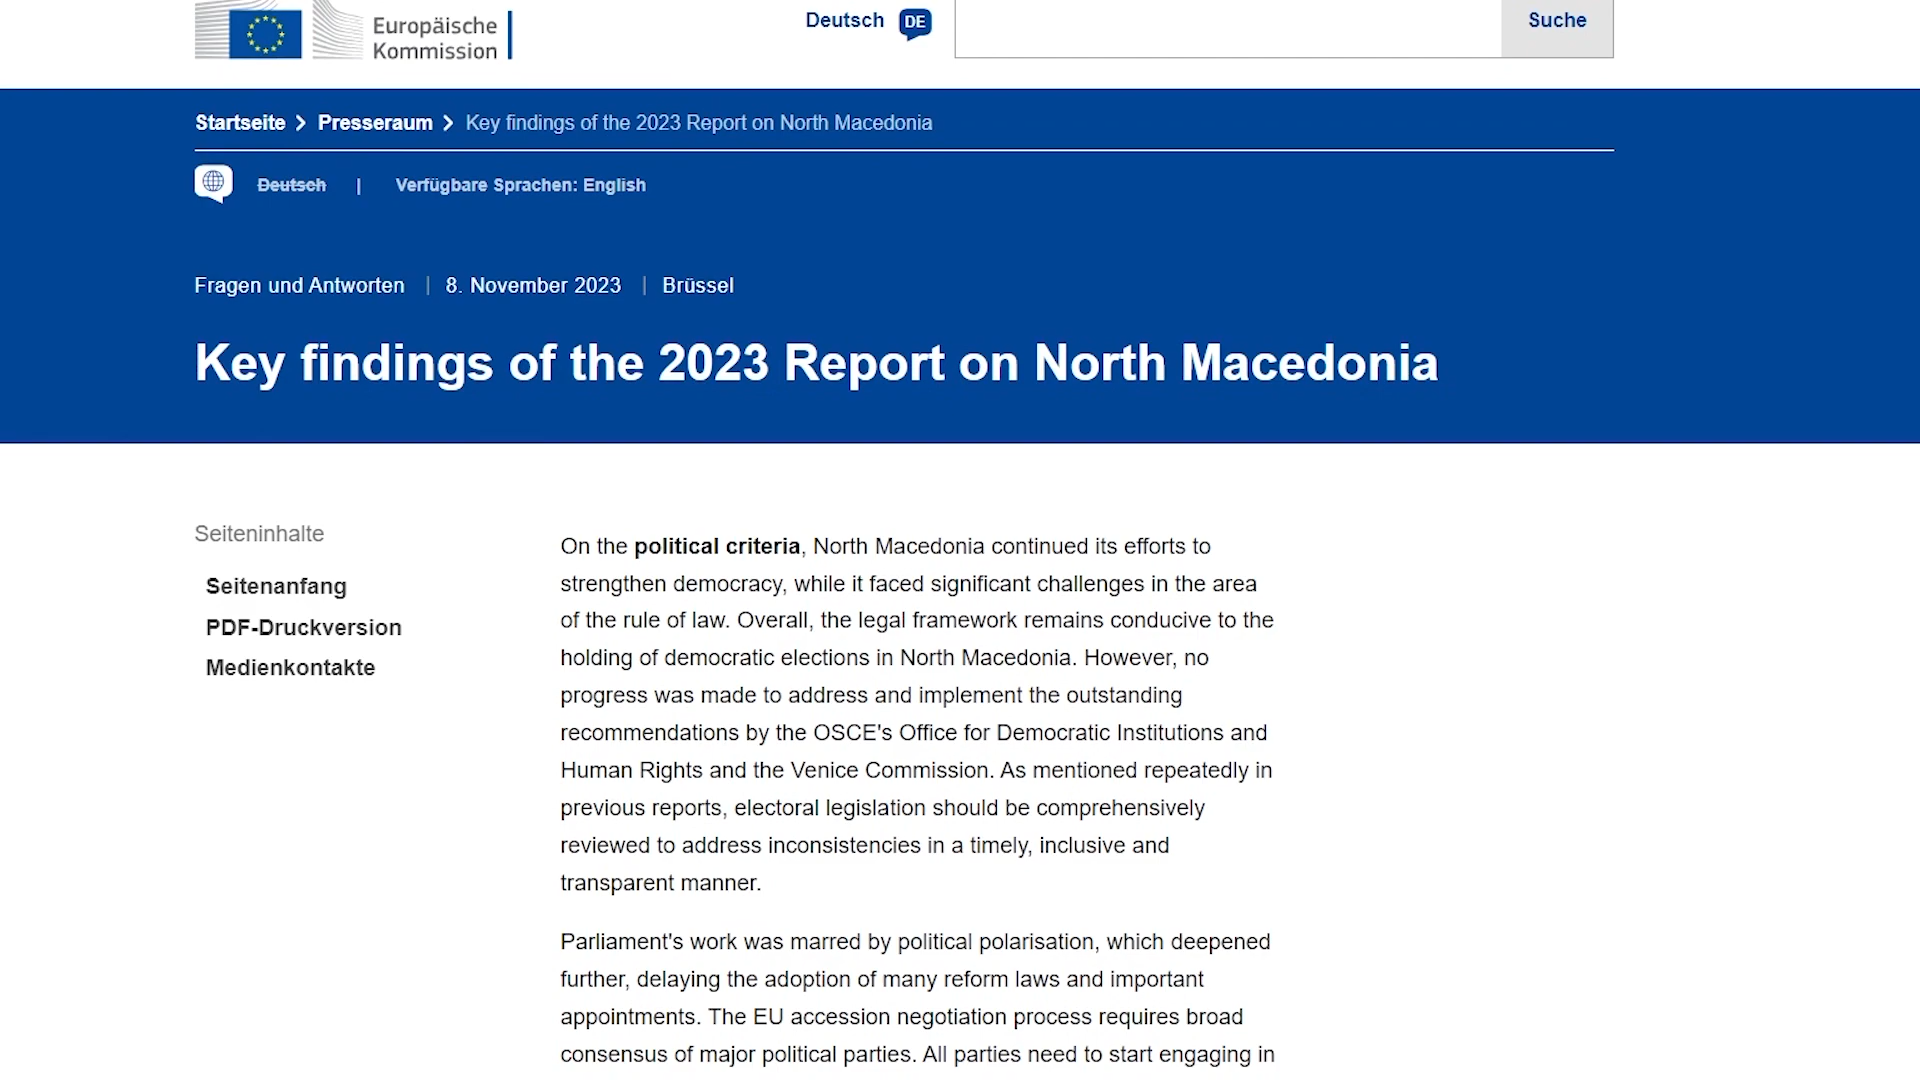 Europäische
Kommission
Deutsch DE
Suche
Startseite > Presseraum > Key findings of the 2023 Report on North Macedonia
Deutsch | Verfügbare Sprachen: English
Fragen und Antworten | 8. November 2023 | Brüssel
Key findings of the 2023 Report on North Macedonia
Seiteninhalte
Seitenanfang
PDF-Druckversion
Medienkontakte
On the political criteria, North Macedonia continued its efforts to
strengthen democracy, while it faced significant challenges in the area
of the rule of law. Overall, the legal framework remains conducive to the
holding of democratic elections in North Macedonia. However, no
progress was made to address and implement the outstanding
recommendations by the OSCE's Office for Democratic Institutions and
Human Rights and the Venice Commission. As mentioned repeatedly in
previous reports, electoral legislation should be comprehensively
reviewed to address inconsistencies in a timely, inclusive and
transparent manner.
Parliament's work was marred by political polarisation, which deepened
further, delaying the adoption of many reform laws and important
appointments. The EU accession negotiation process requires broad
consensus of major political parties. All parties need to start engaging in